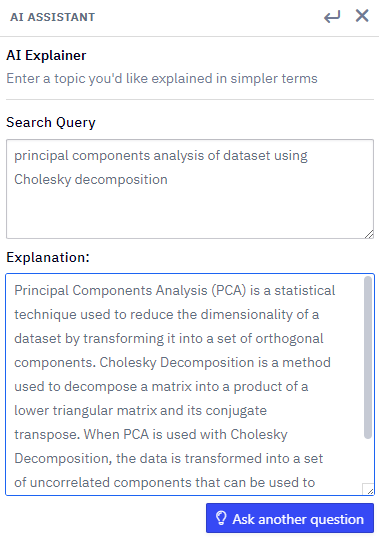 AI ASSISTANT
AI Explainer
Enter a topic you'd like explained in simpler terms
Search Query
principal components analysis of dataset using
Cholesky decomposition
Explanation:
Principal Components Analysis (PCA) is a statistical
technique used to reduce the dimensionality of a
dataset by transforming it into a set of orthogonal
components. Cholesky Decomposition is a method
used to decompose a matrix into a product of a
lower triangular matrix and its conjugate
transpose. When PCA is used with Cholesky
Decomposition, the data is transformed into a set
of uncorrelated components that can be used to
Ask another question